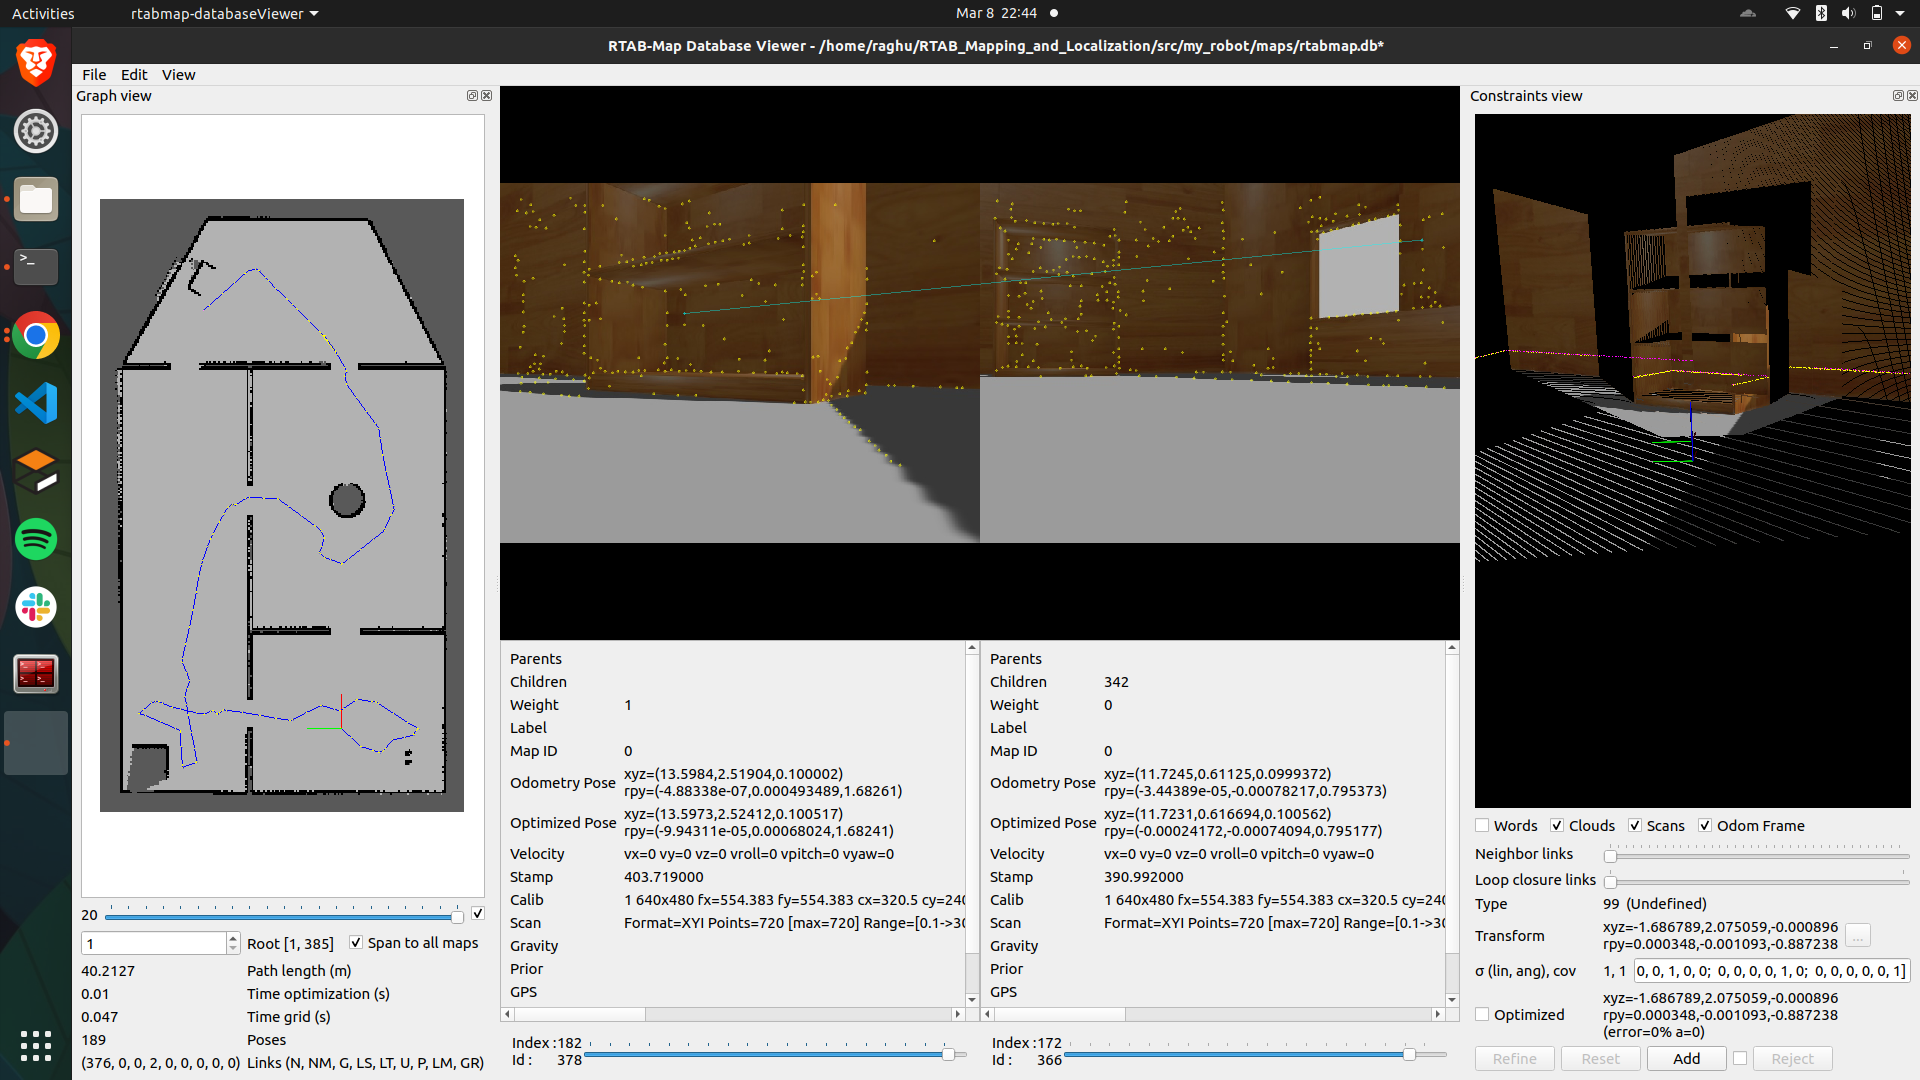 Activities
rtabmap-databaseViewer
Mar 8 22:44
RTAB-Map Database Viewer - /home/raghu/RTAB_Mapping_and_Localization/src/my_robot/maps/rtabmap.db*
File Edit View
Graph view
Constraints view
20
1
Root [1, 385]
Span to all maps
40.2127 Path length (m)
0.01 Time optimization (s)
0.047 Time grid (s)
189 Poses
(376, 0, 0, 2, 0, 0, 0, 0, 0) Links (N, NM, G, LS, LT, U, P, LM, GR)
Parents
Children
Weight 1
Label
Map ID 0
Odometry Pose xyz=(13.5984,2.51904,0.100002)
rpy=(-4.88338e-07,0.000493489,1.68261)
Optimized Pose xyz=(13.5973,2.52412,0.100517)
rpy=(-9.94311e-05,0.00068024,1.68241)
Velocity vx=0 vy=0 vz=0 vroll=0 vpitch=0 vyaw=0
Stamp 403.719000
Calib 1 640x480 fx=554.383 fy=554.383 cx=320.5 cy=240
Scan Format=XYI Points=720 [max=720] Range=[0.1->30
Gravity
Prior
GPS
Index :182
Id : 378
Parents
Children 342
Weight 0
Label
Map ID 0
Odometry Pose xyz=(11.7245,0.61125,0.0999372)
rpy=(-3.44389e-05,-0.00078217,0.795373)
Optimized Pose xyz=(11.7231,0.616694,0.100562)
rpy=(-0.00024172,-0.00074094,0.795177)
Velocity vx=0 vy=0 vz=0 vroll=0 vpitch=0 vyaw=0
Stamp 390.992000
Calib 1 640x480 fx=554.383 fy=554.383 cx=320.5 cy=240
Scan Format=XYI Points=720 [max=720] Range=[0.1->30
Gravity
Prior
GPS
Index :172
Id : 366
Words Clouds Scans Odom Frame
Neighbor links
Loop closure links
Type 99 (Undefined)
Transform xyz=-1.686789,2.075059,-0.000896
rpy=0.000348,-0.001093,-0.887238
...
σ (lin, ang), cov 1, 1 0, 0, 1, 0, 0; 0, 0, 0, 0, 1, 0; 0, 0, 0, 0, 0, 1]
Optimized xyz=-1.686789,2.075059,-0.000896
rpy=0.000348,-0.001093,-0.887238
(error=0% a=0)
Refine Reset Add Reject